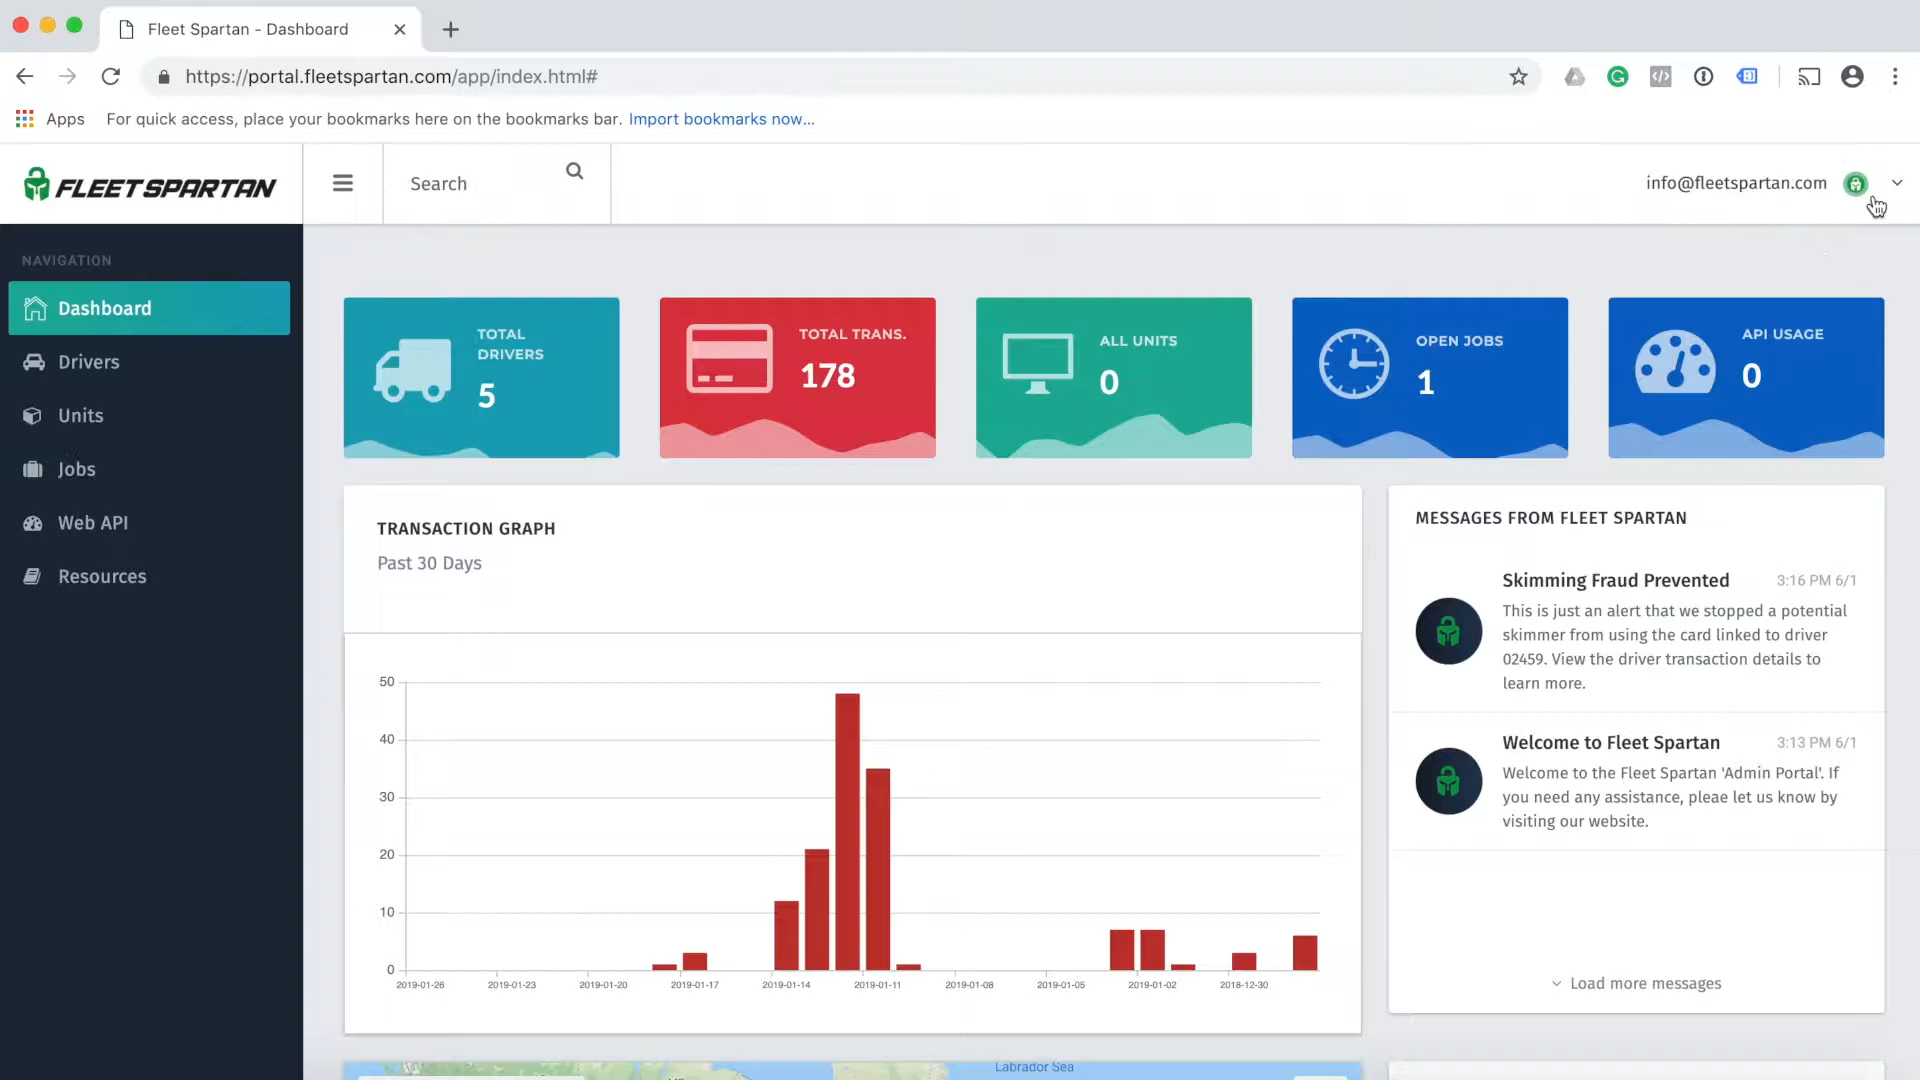 Fleet Spartan - Dashboard
https://portal.fleetspartan.com/app/index.html#
Apps
For quick access, place your bookmarks here on the bookmarks bar. Import bookmarks now...
FLEET SPARTAN
Search
info@fleetspartan.com
NAVIGATION
Dashboard
Drivers
Units
Jobs
Web API
Resources
TOTAL
DRIVERS
5
TOTAL TRANS.
178
ALL UNITS
0
OPEN JOBS
1
API USAGE
0
TRANSACTION GRAPH
Past 30 Days
50
40
30
20
10
0
2019-01-26 2019-01-23 2019-01-20 2019-01-17 2019-01-14 2019-01-11 2019-01-08 2019-01-05 2019-01-02 2018-12-30
MESSAGES FROM FLEET SPARTAN
Skimming Fraud Prevented 3:16 PM 6/1
This is just an alert that we stopped a potential
skimmer from using the card linked to driver
02459. View the driver transaction details to
learn more.
Welcome to Fleet Spartan 3:13 PM 6/1
Welcome to the Fleet Spartan 'Admin Portal'. If
you need any assistance, pleae let us know by
visiting our website.
Load more messages
Labrador Sea